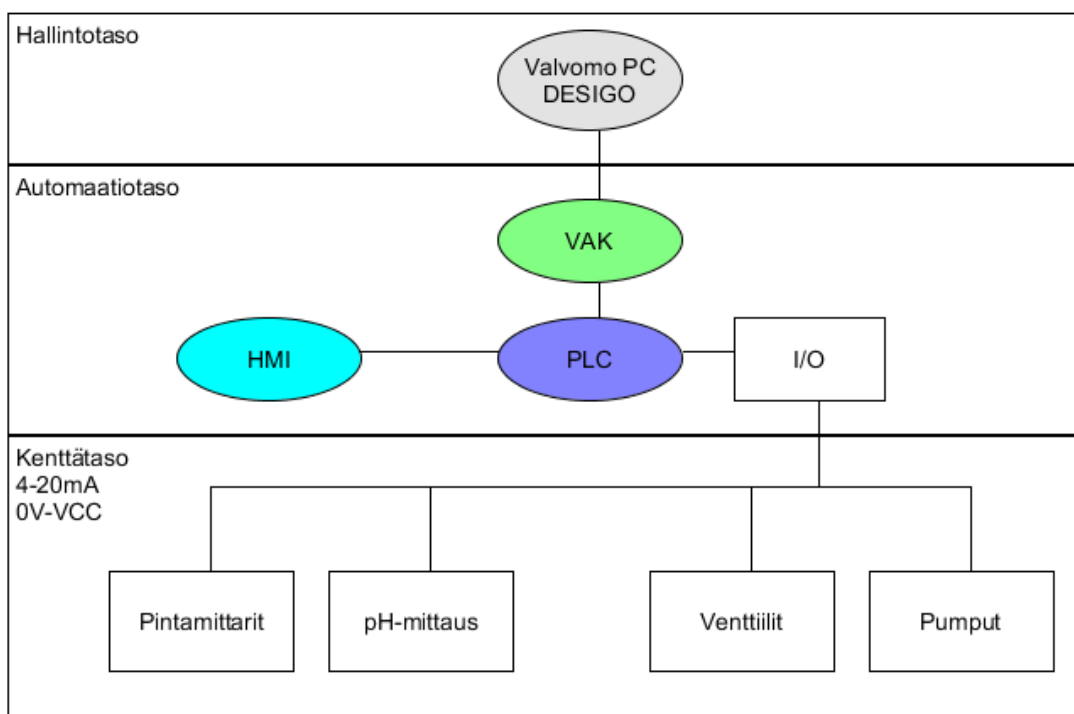 Hallintotaso
Valvomo PC
DESIGO
Automaatiotaso
VAK
HMI
PLC
I/O
Kenttätaso
4-20mA
0V-VCC
Pintamittarit
pH-mittaus
Venttiilit
Pumput